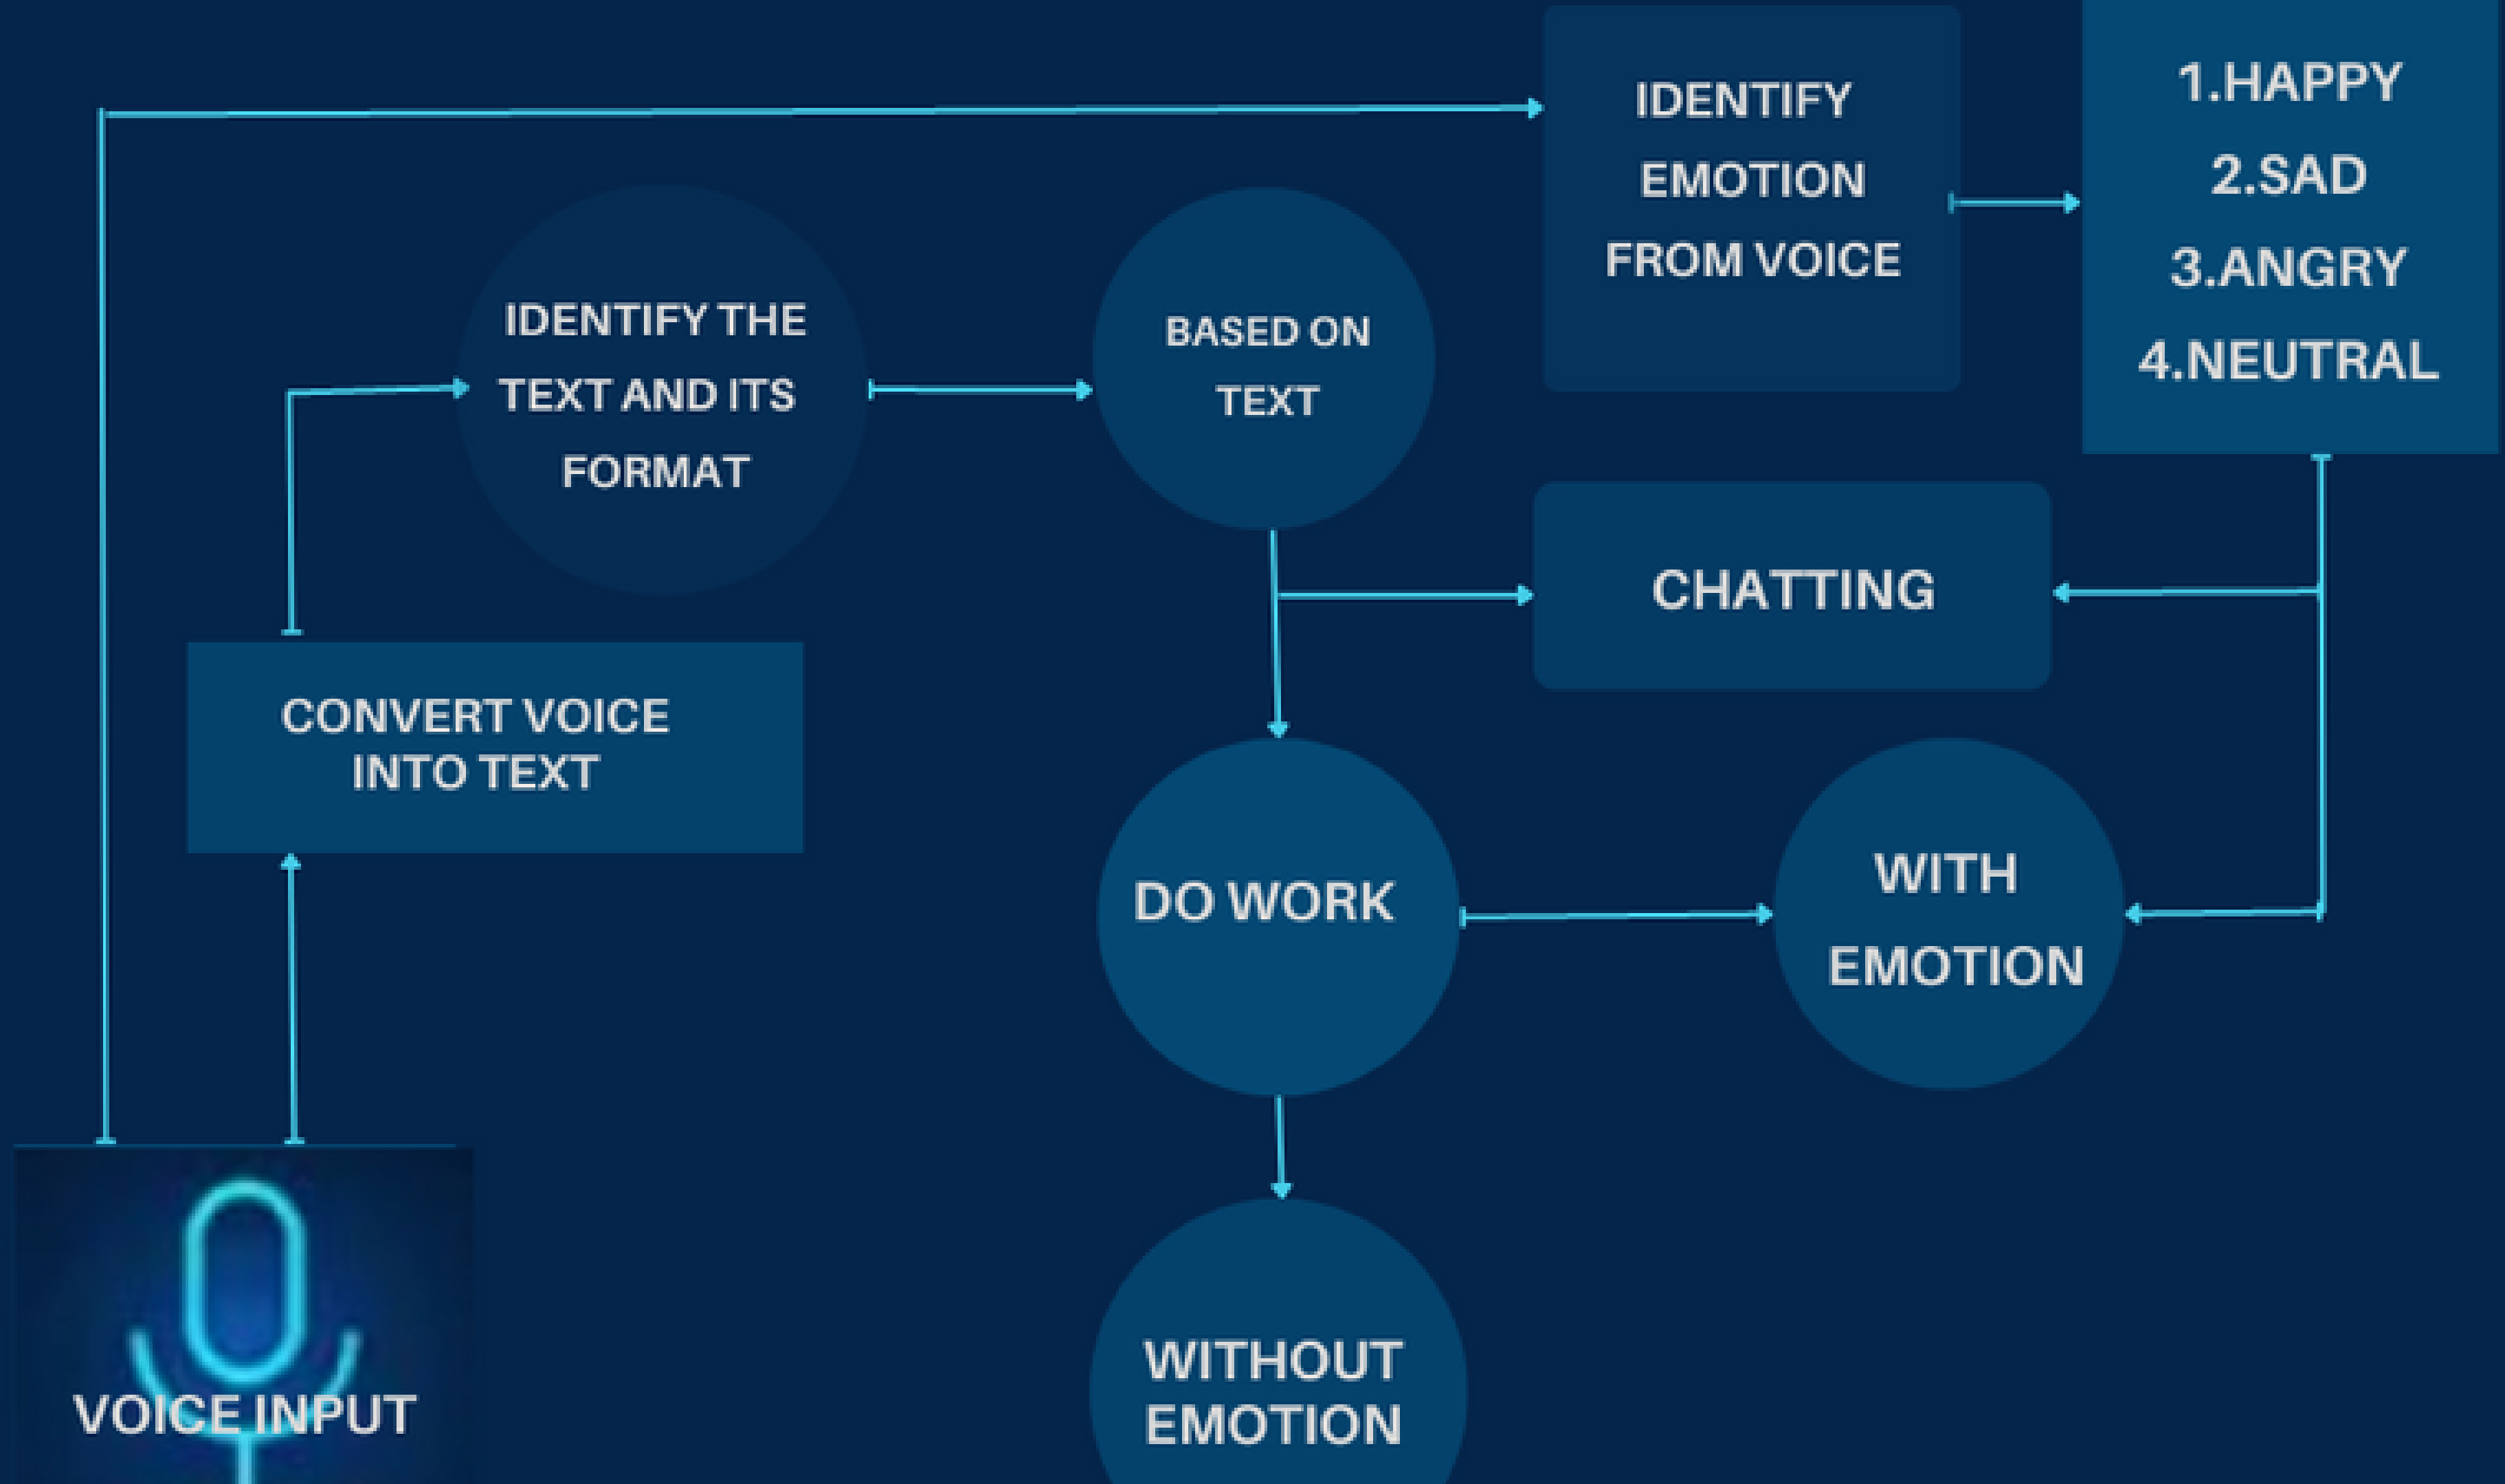 IDENTIFY
EMOTION
FROM VOICE
1.HAPPY
2.SAD
3.ANGRY
4.NEUTRAL
IDENTIFY THE
TEXT AND ITS
FORMAT
BASED ON
TEXT
CHATTING
CONVERT VOICE
INTO TEXT
DO WORK
WITH
EMOTION
VOICE INPUT
WITHOUT
EMOTION